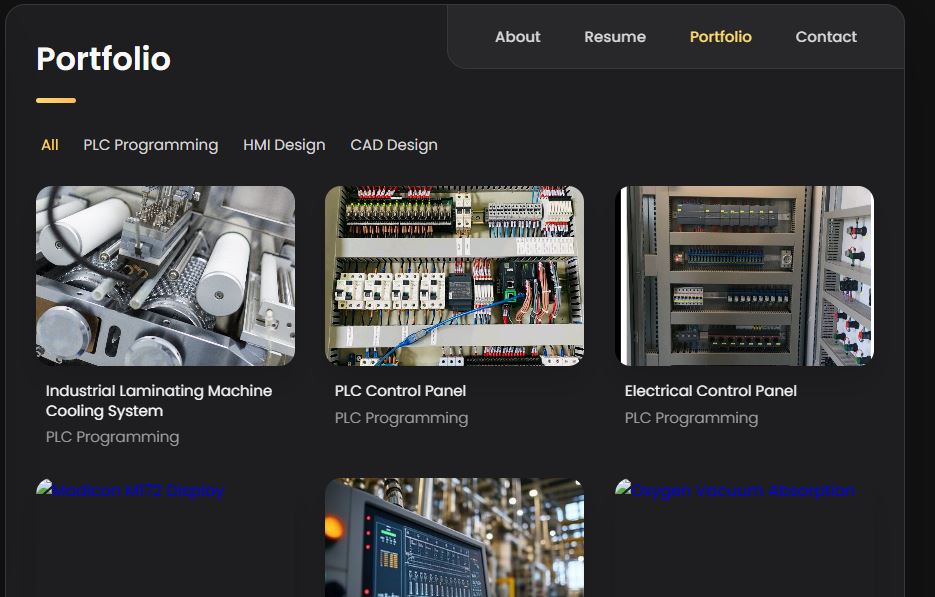 About Resume Portfolio Contact
Portfolio
All PLC Programming HMI Design CAD Design
Industrial Laminating Machine
Cooling System
PLC Programming
PLC Control Panel
PLC Programming
Electrical Control Panel
PLC Programming
Modicon M172 Display
Oxygen Vacuum Absorption